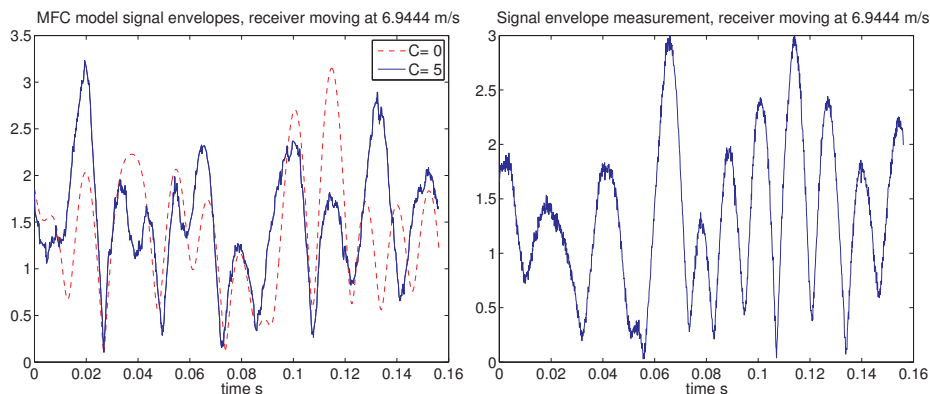 MFC model signal envelopes, receiver moving at 6.9444 m/s
3.5
3
2.5
2
1.5
1
0.5
0
C= 0
C= 5
0 0.02 0.04 0.06 0.08 0.1 0.12 0.14 0.16
time s
Signal envelope measurement, receiver moving at 6.9444 m/s
3
2.5
2
1.5
1
0.5
0
0 0.02 0.04 0.06 0.08 0.1 0.12 0.14 0.16
time s